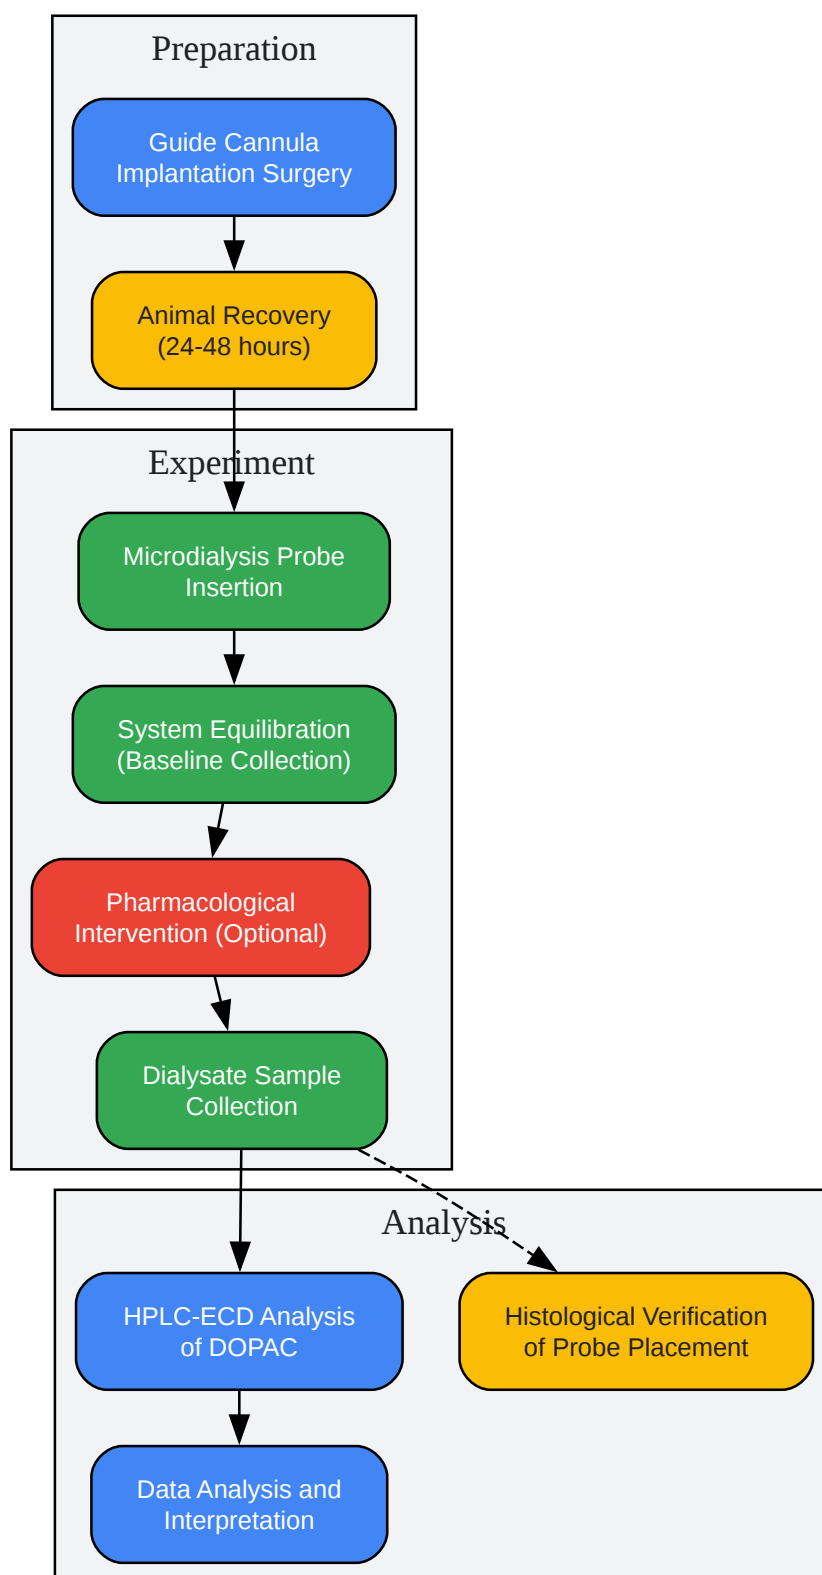 Preparation
Guide Cannula
Implantation Surgery
Animal Recovery
(24-48 hours)
Experiment
Microdialysis Probe
Insertion
System Equilibration
(Baseline Collection)
Pharmacological
Intervention (Optional)
Dialysate Sample
Collection
Analysis
HPLC-ECD Analysis
of DOPAC
Histological Verification
of Probe Placement
Data Analysis and
Interpretation